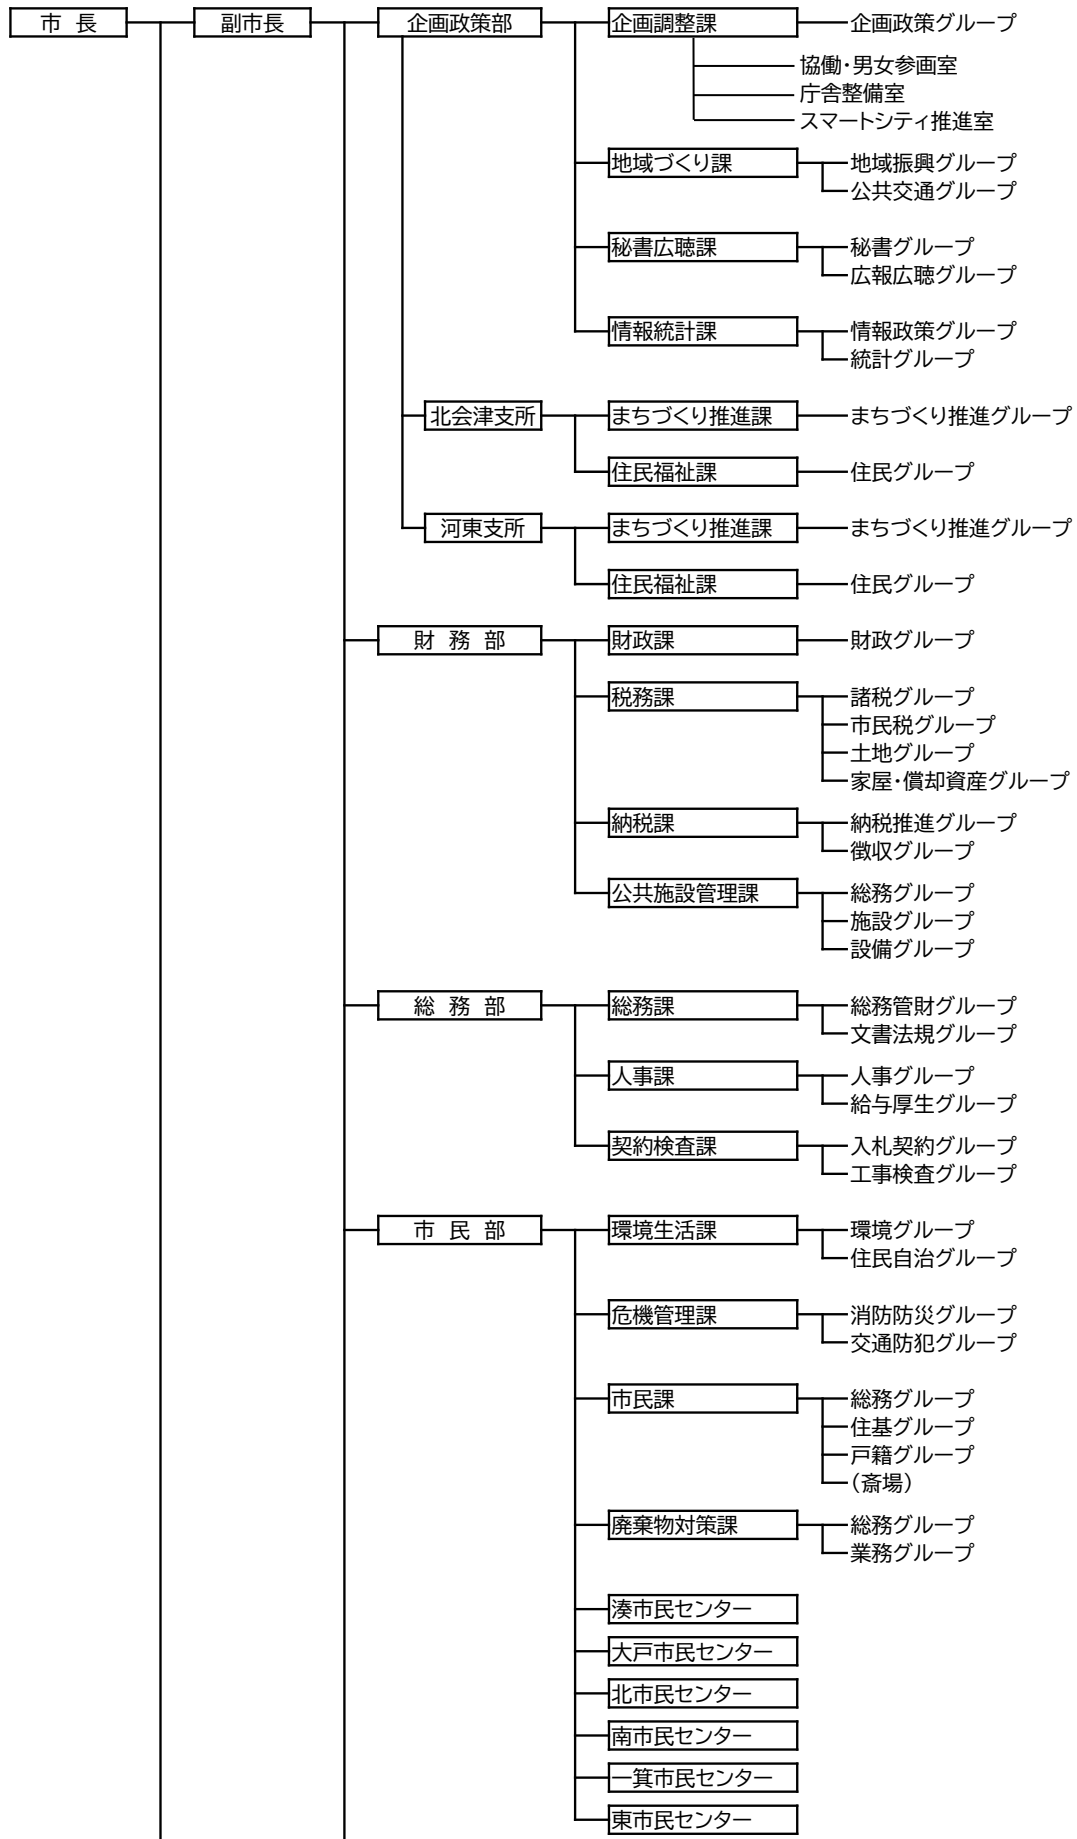 市 長 副市長 企画政策部 企画調整課 企画政策グループ
協働・男女参画室
庁舎整備室
スマートシティ推進室
地域づくり課 地域振興グループ
公共交通グループ
秘書広聴課 秘書グループ
広報広聴グループ
情報統計課 情報政策グループ
統計グループ
北会津支所 まちづくり推進課 まちづくり推進グループ
住民福祉課 住民グループ
河東支所 まちづくり推進課 まちづくり推進グループ
住民福祉課 住民グループ
財 務 部 財政課 財政グループ
税務課 諸税グループ
市民税グループ
土地グループ
家屋・償却資産グループ
納税課 納税推進グループ
徴収グループ
公共施設管理課 総務グループ
施設グループ
設備グループ
総 務 部 総務課 総務管財グループ
文書法規グループ
人事課 人事グループ
給与厚生グループ
契約検査課 入札契約グループ
工事検査グループ
市 民 部 環境生活課 環境グループ
住民自治グループ
危機管理課 消防防災グループ
交通防犯グループ
市民課 総務グループ
住基グループ
戸籍グループ
(斎場)
廃棄物対策課 総務グループ
業務グループ
湊市民センター
大戸市民センター
北市民センター
南市民センター
一箕市民センター
東市民センター